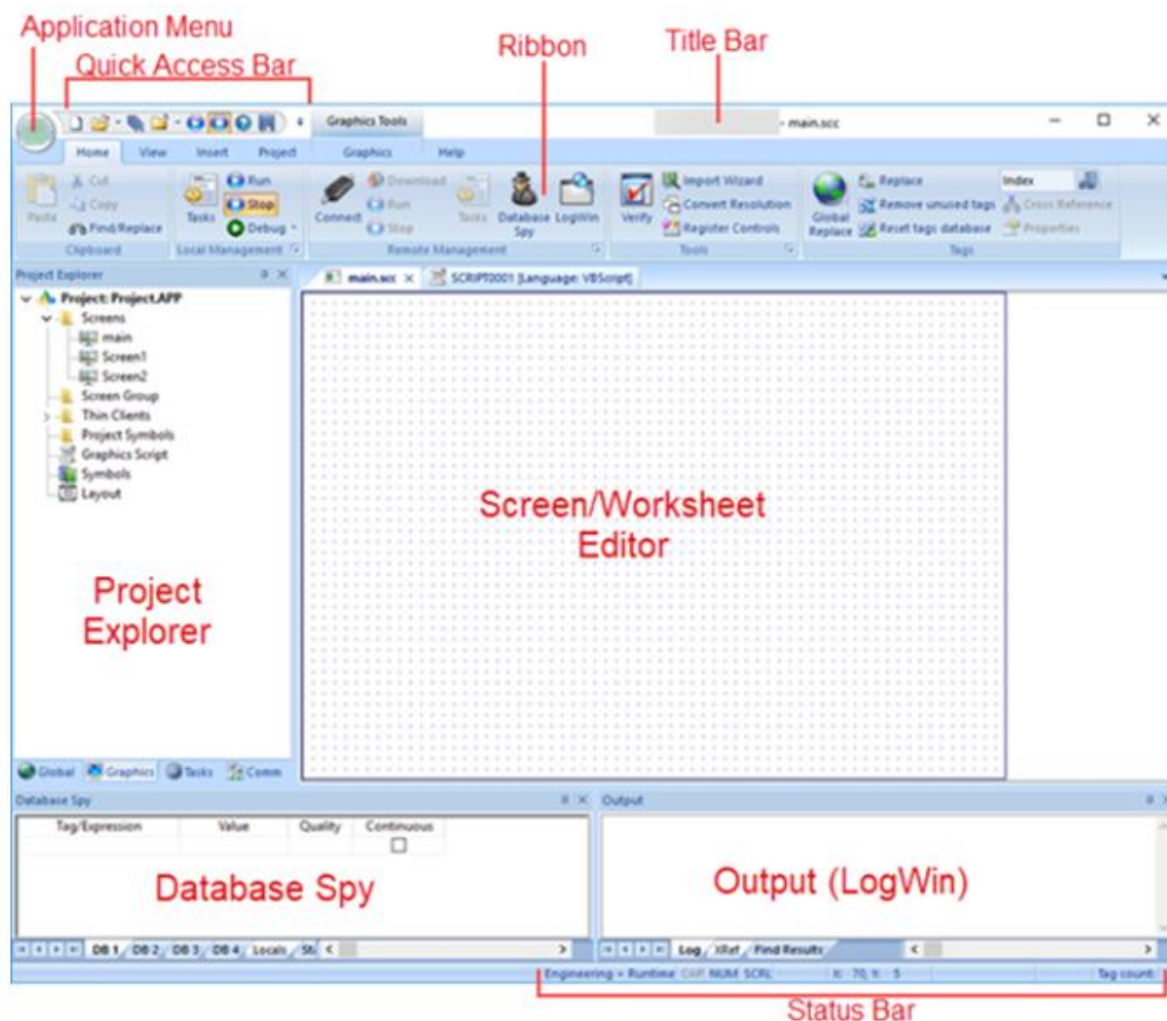 Application Menu
Quick Access Bar
Ribbon
Title Bar
Graphics Tools
- main.scc
Home View Insert Project Graphics Help
Paste
Cut
Copy
Find/Replace
Clipboard
Tasks
Run
Stop
Debug
Local Management
Connect
Download
Run
Stop
Tasks
Database Spy
LogWin
Remote Management
Verify
Import Wizard
Convert Resolution
Register Controls
Tools
Global Replace
Replace
Remove unused tags
Reset tags database
Index
Cross Reference
Properties
Tags
Project Explorer
main.scc
SCRIPT0001 [Language: VBScript]
Project: Project.APP
Screens
main
Screen1
Screen2
Screen Group
Thin Clients
Project Symbols
Graphics Script
Symbols
Layout
Project
Explorer
Screen/Worksheet
Editor
Global Graphics Tasks Comm
Database Spy
Tag/Expression Value Quality Continuous
Database Spy
DB 1 DB 2 DB 3 DB 4 Locals
Output
Output (LogWin)
Log XRef Find Results
Engineering + Runtime CAP NUM SCRL X: 70, Y: 5 Tag count:
Status Bar